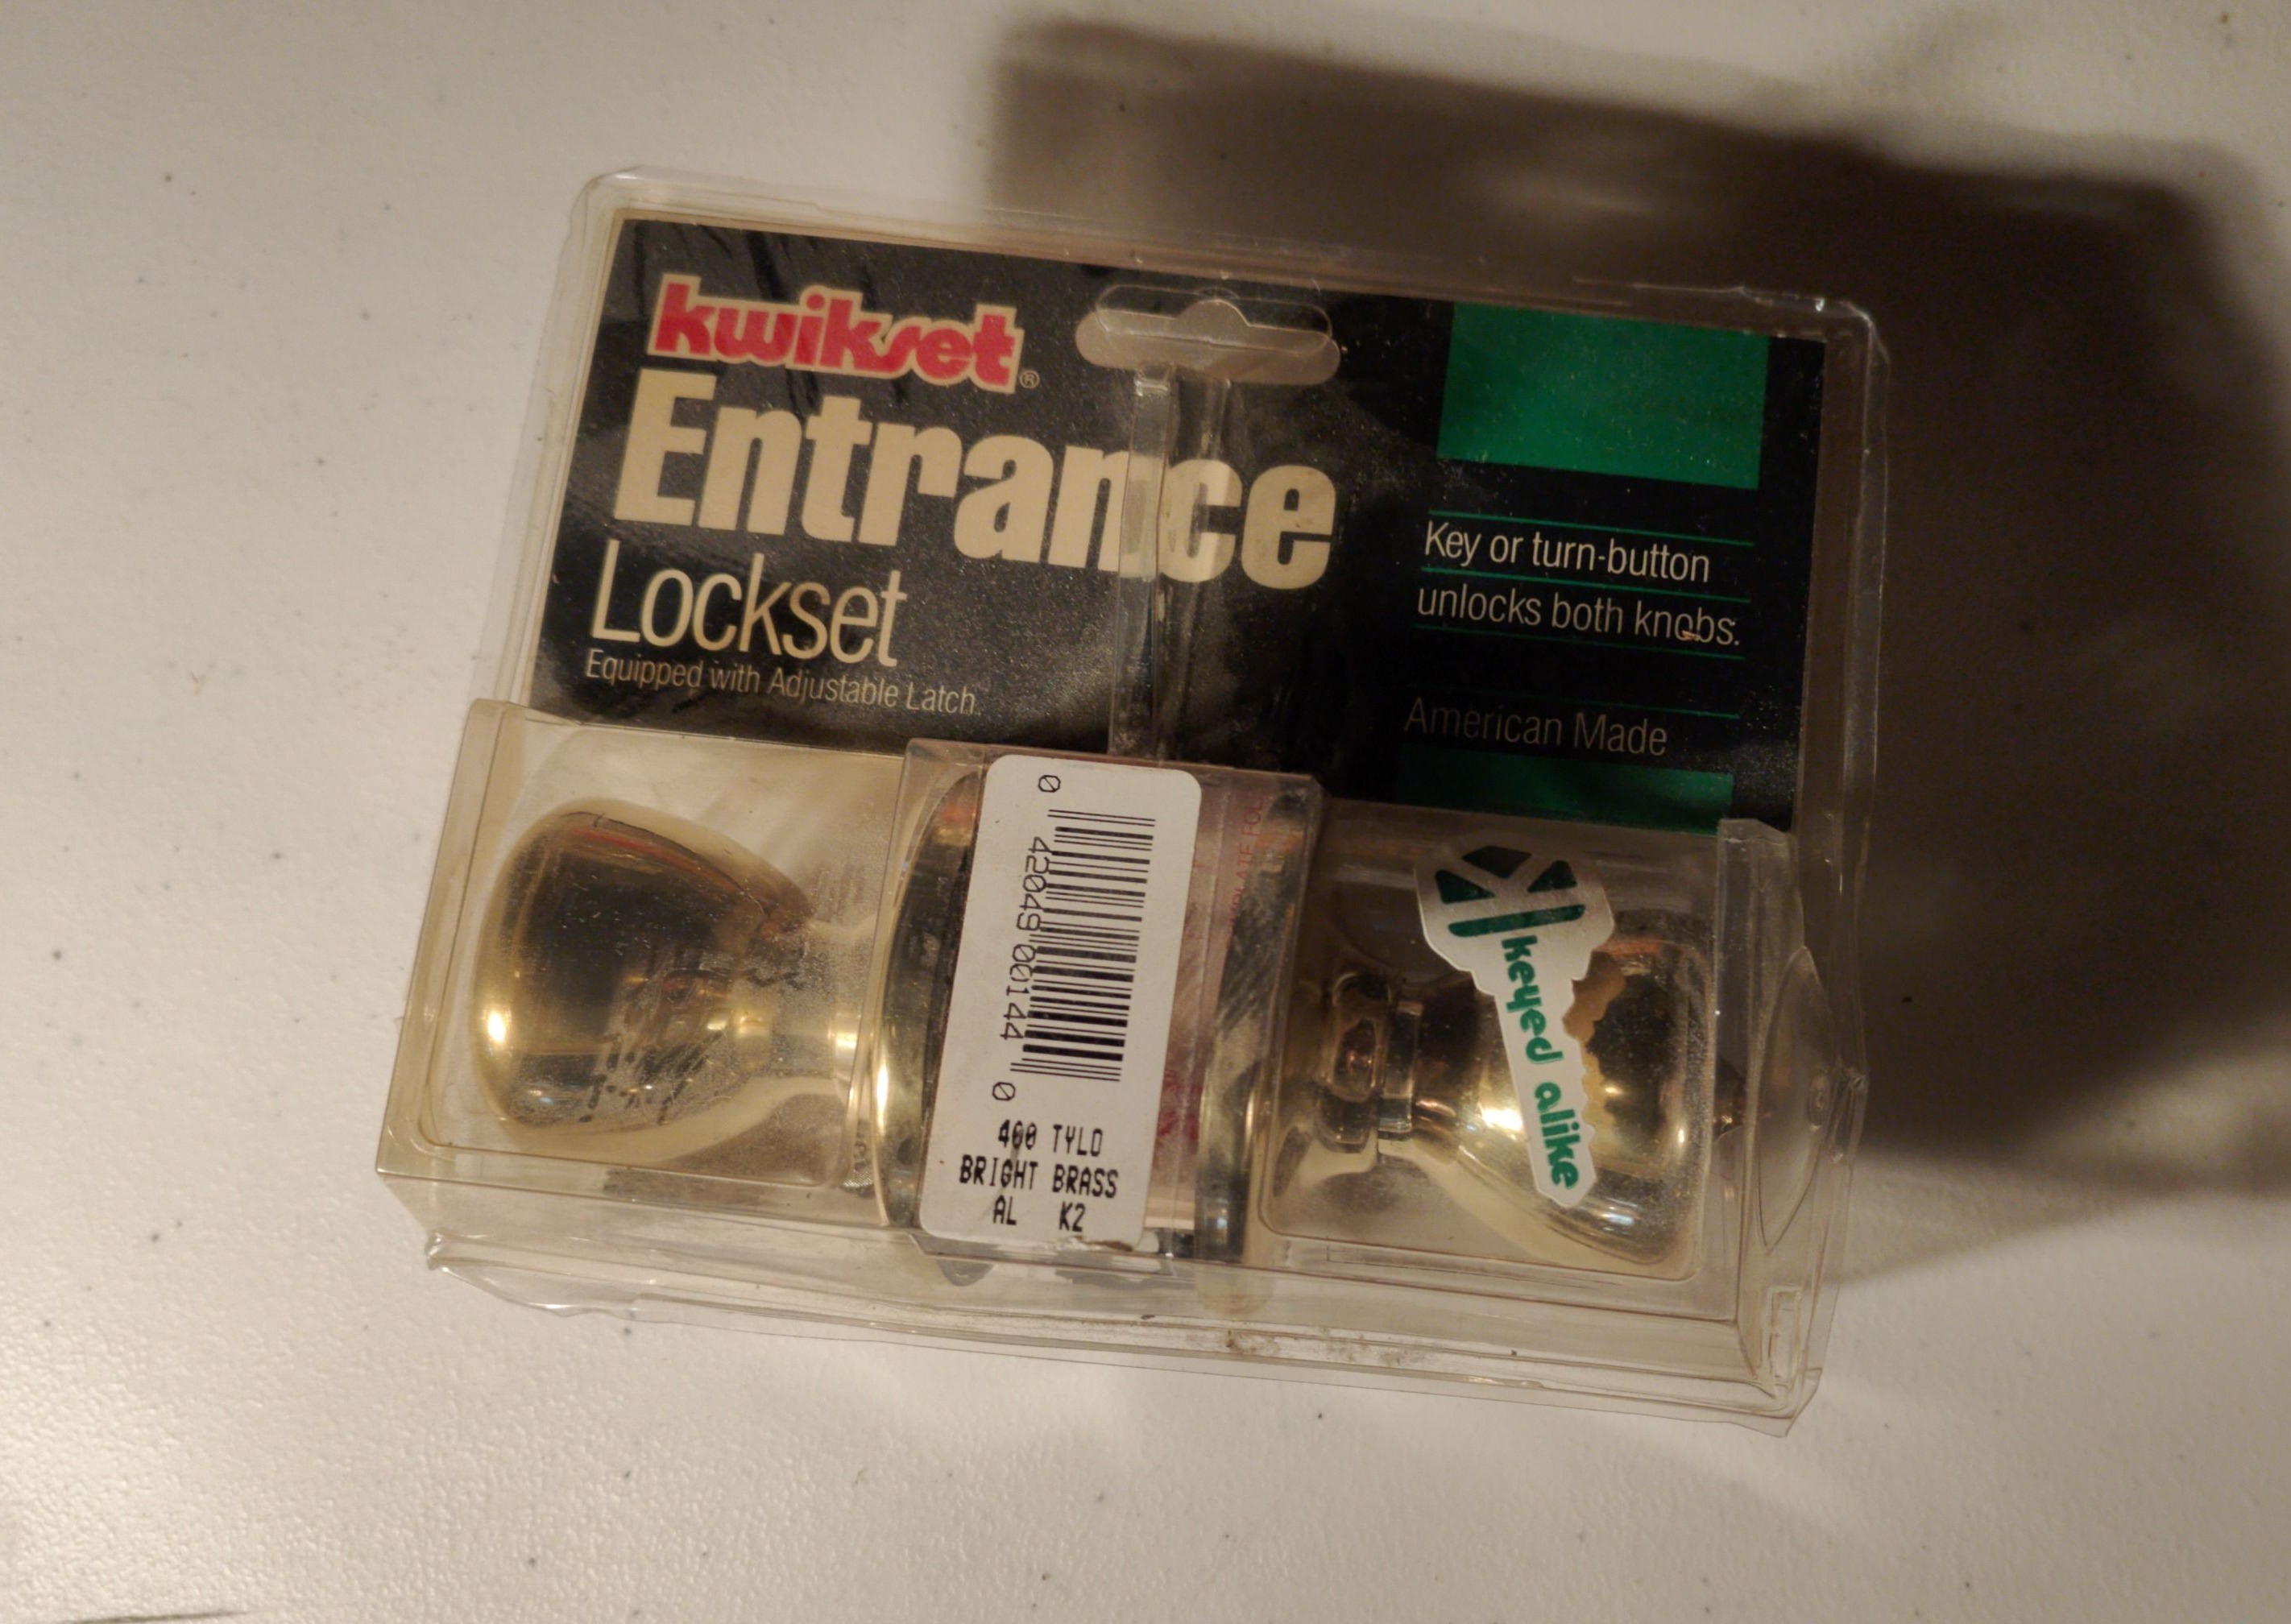 kwikset®
Entrance
Lockset
Equipped with Adjustable Latch.
Key or turn-button
unlocks both knobs.
American Made
0 42049 00144 0
400 TYLO
BRIGHT BRASS
AL K2
keyed alike